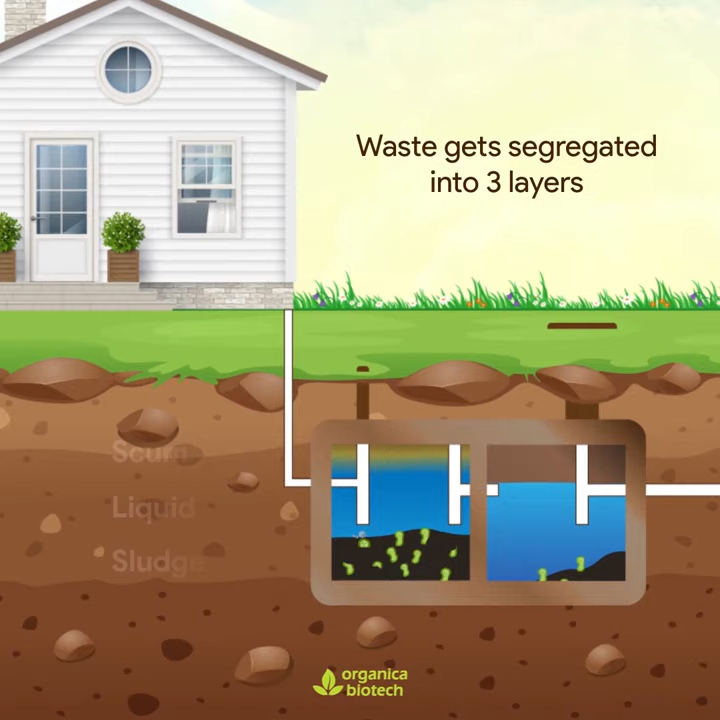 Waste gets segregated
into 3 layers
Scum
Liquid
Sludge
organica
biotech